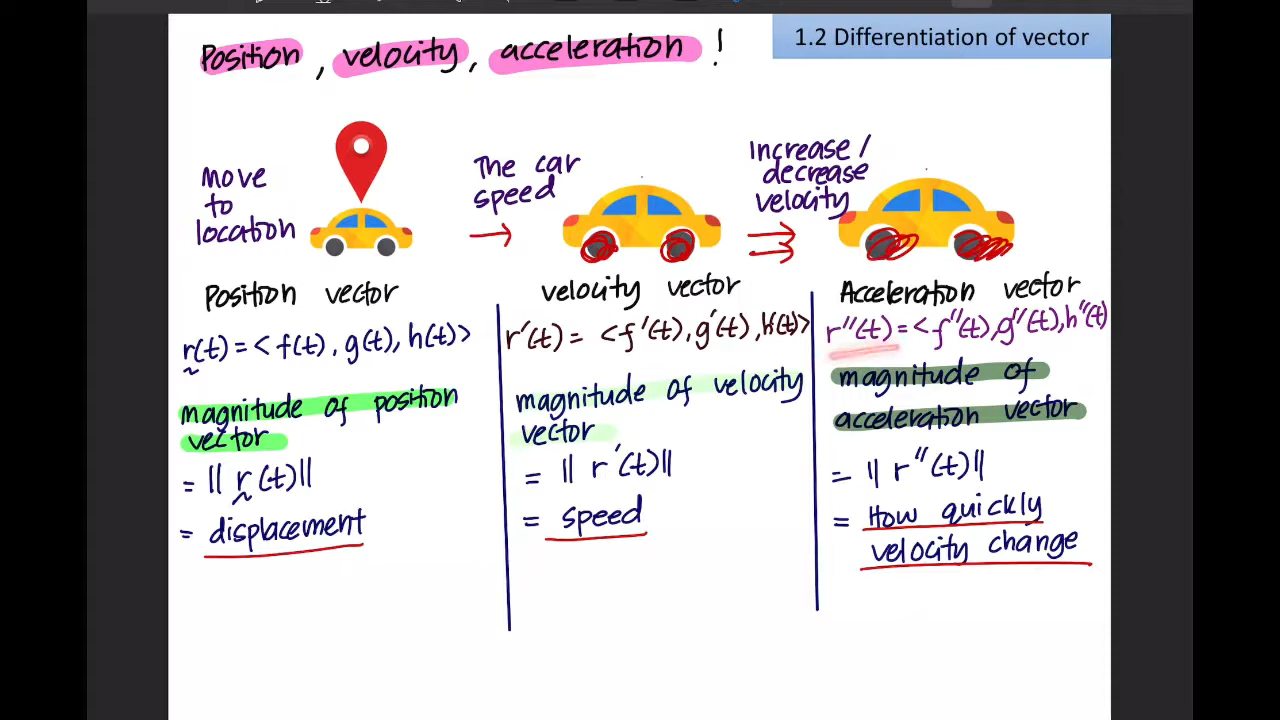 Position, velocity, acceleration!
1.2 Differentiation of vector
Move
to
location
The car
speed
Increase/
decrease
velocity
Position vector
r(t) = < f(t), g(t), h(t) >
magnitude of position
vector
= || r(t) ||
= displacement
velocity vector
r'(t) = < f'(t), g'(t), h'(t) >
magnitude of velocity
vector
= || r'(t) ||
= speed
Acceleration vector
r''(t) = < f''(t), g''(t), h''(t)
magnitude of
acceleration vector
= || r''(t) ||
= How quickly
velocity change